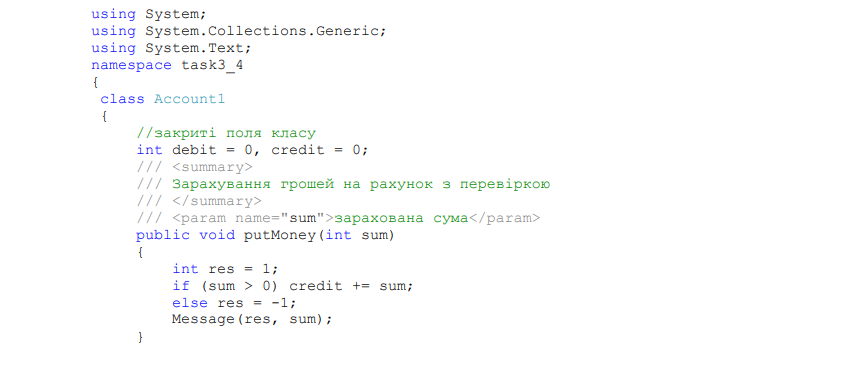 using System;
using System.Collections.Generic;
using System.Text;
namespace task3_4
{
class Account1
{
//закриті поля класу
int debit = 0, credit = 0;
/// <summary>
/// Зарахування грошей на рахунок з перевіркою
/// </summary>
/// <param name="sum">зарахована сума</param>
public void putMoney(int sum)
{
int res = 1;
if (sum > 0) credit += sum;
else res = -1;
Message(res, sum);
}